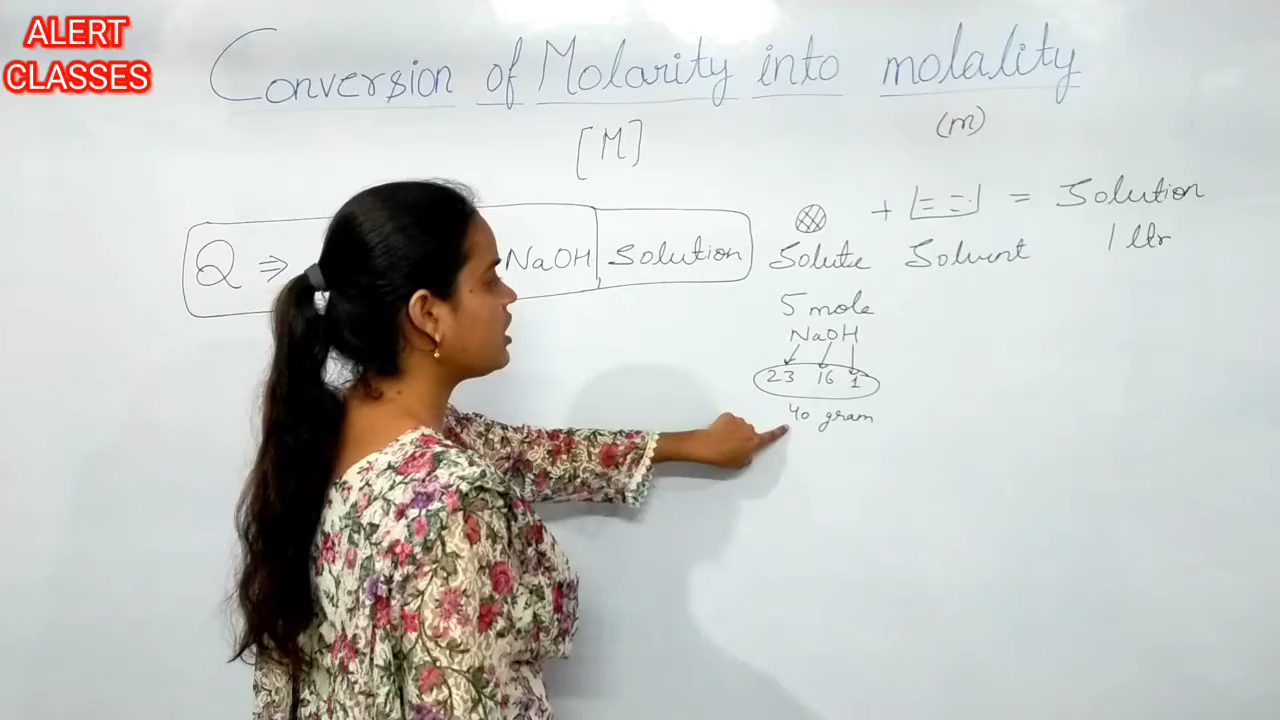 ALERT
CLASSES
Conversion of Molarity into molality
[M] (m)
+ = Solution
Q ⇒ NaOH Solution Solute Solvent 1 ltr
5 mole
NaOH
23 16 1
40 gram